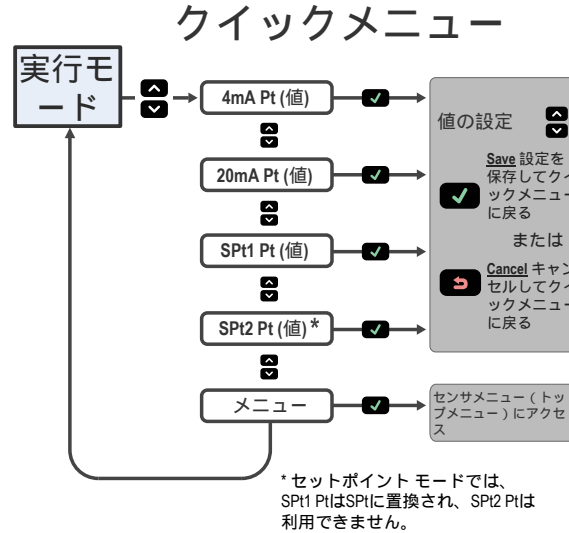 クイックメニュー
実行モ
ード
4mA Pt (値)
20mA Pt (値)
SPt1 Pt (値)
SPt2 Pt (値) *
メニュー
値の設定
Save 設定を
保存してクイ
ックメニュー
に戻る
または
Cancel キャン
セルしてクイ
ックメニュー
に戻る
センサメニュー（トッ
プメニュー）にアクセ
ス
* セットポイント モードでは、
SPt1 PtはSPtに置換され、SPt2 Ptは
利用できません。